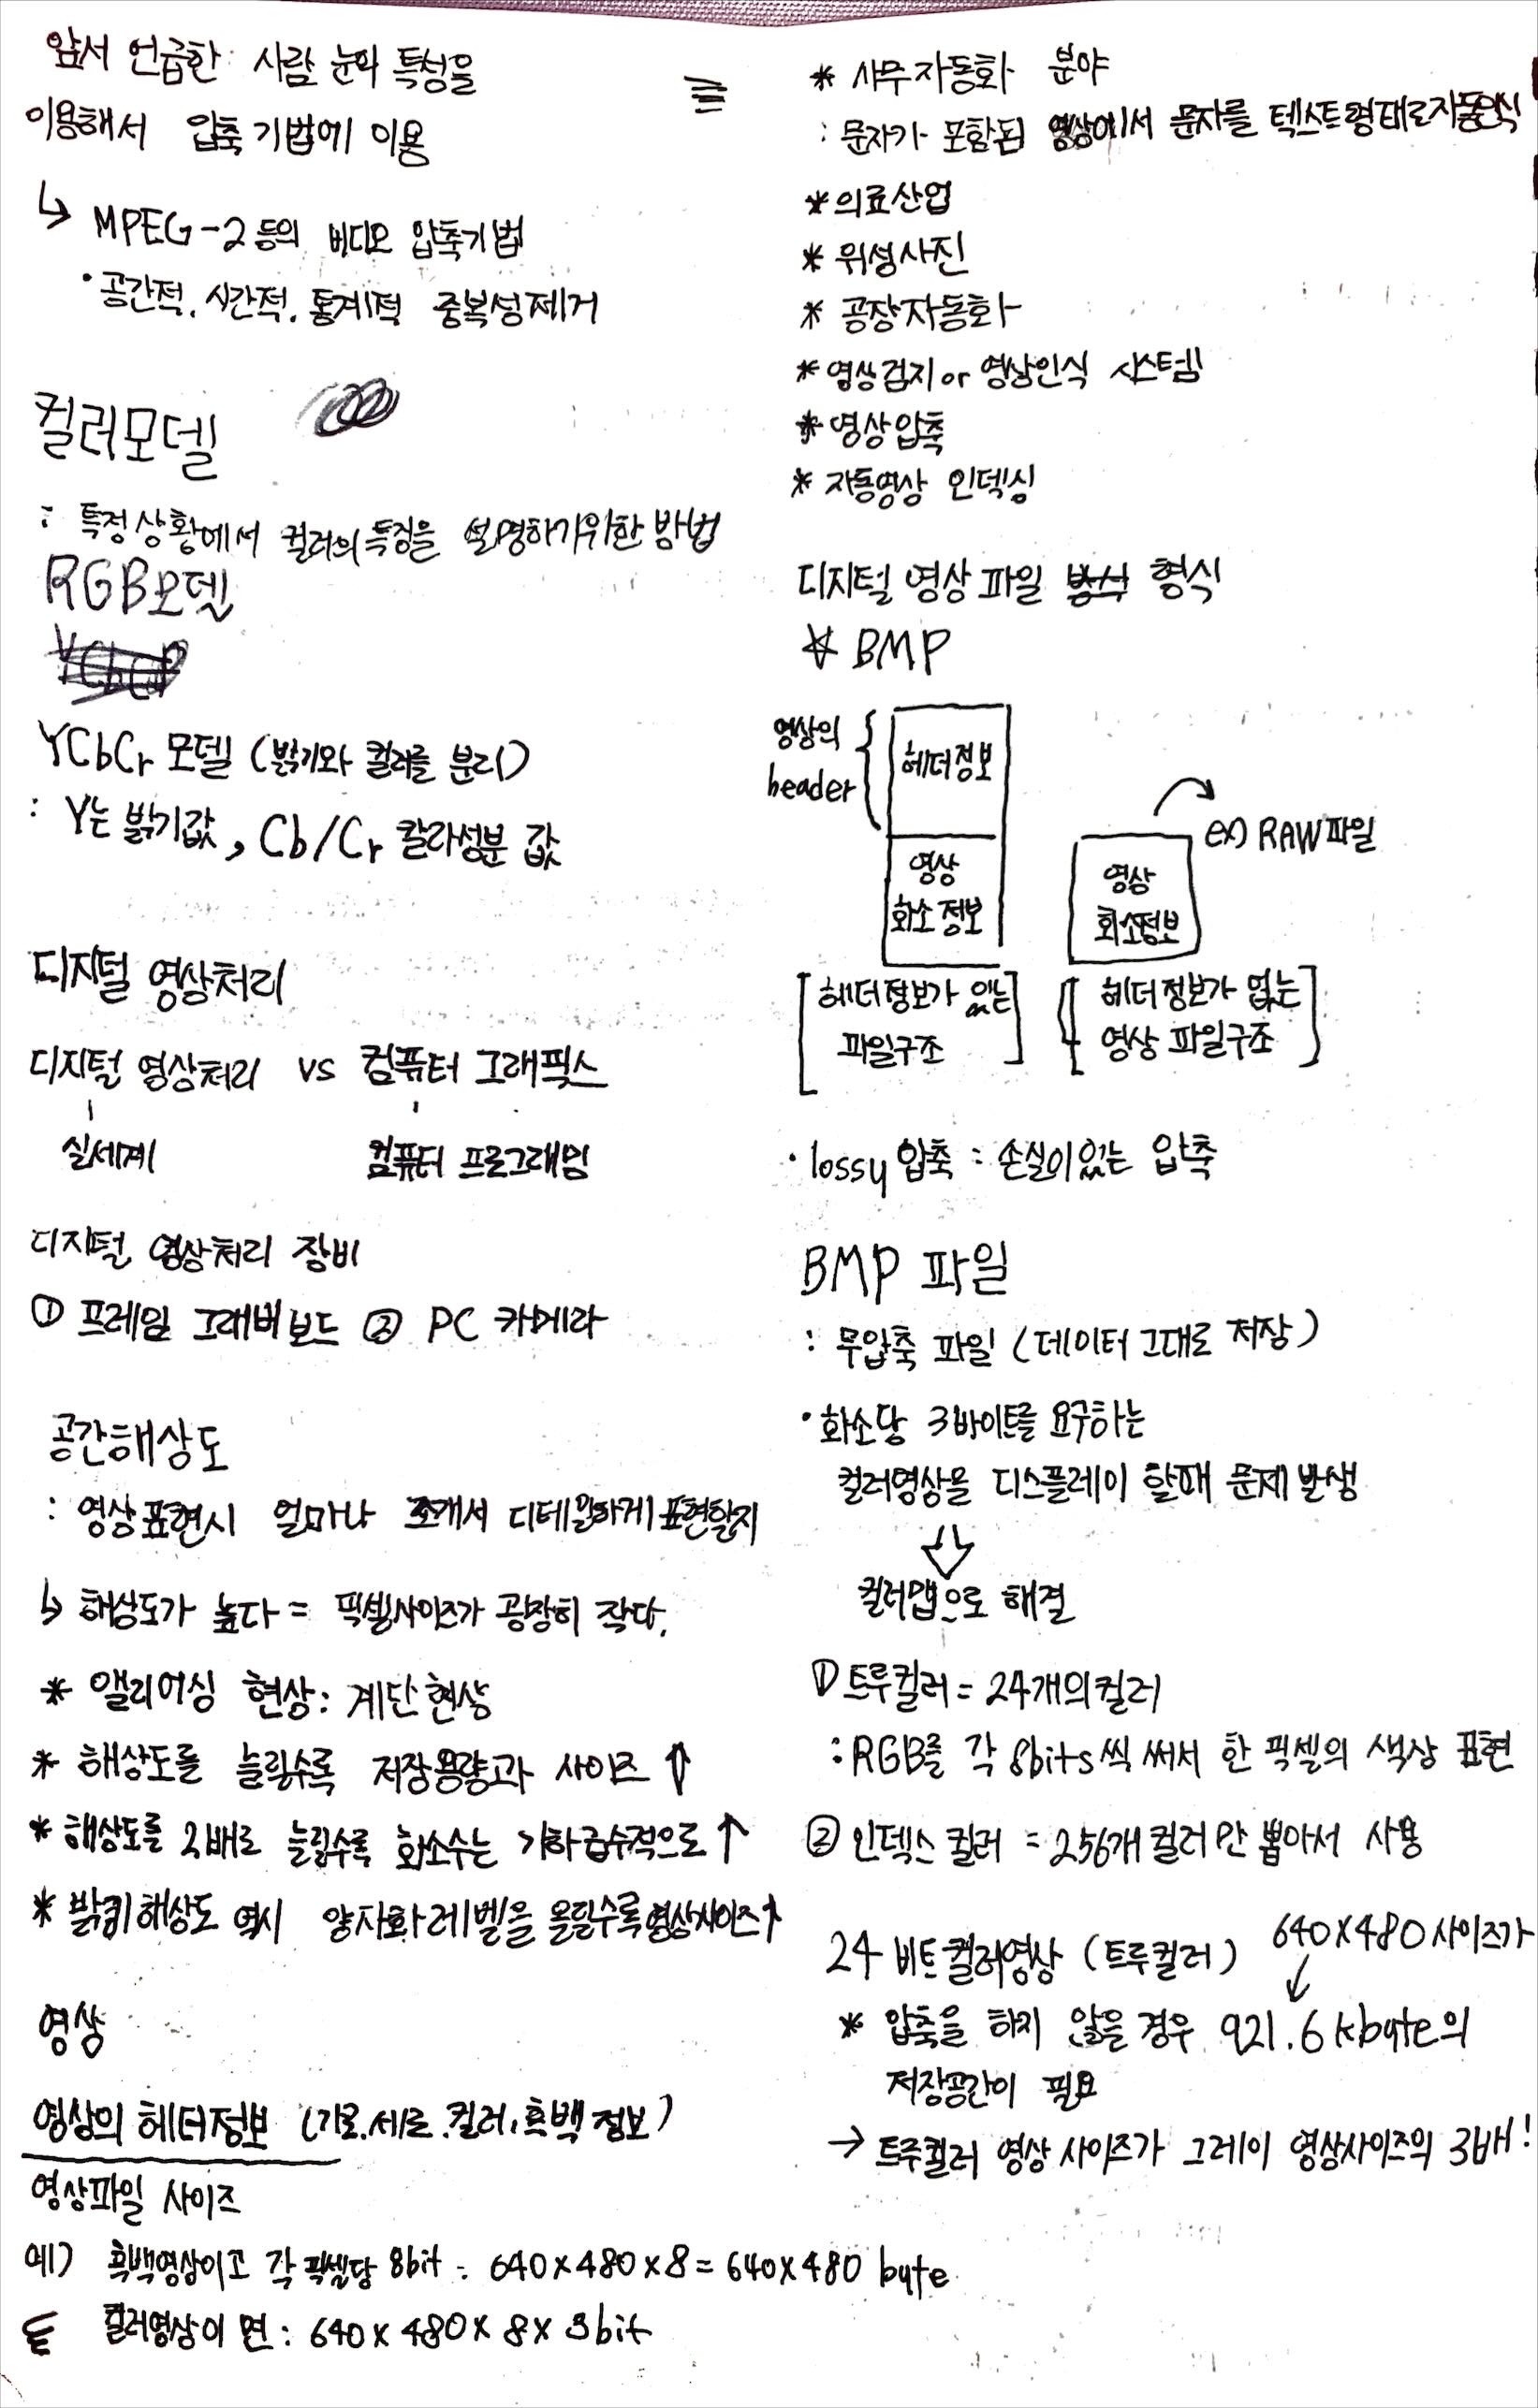 앞서 언급한 사람 눈의 특성을
이용해서 압축기법에 이용
↳ MPEG-2 등의 비디오 압축기법
· 공간적, 시간적, 통계적 중복성제거
컬러모델
: 특정상황에서 컬러의 특징을 설명하기위한 방법
RGB모델
YCbCr 모델 (밝기와 컬러를 분리)
: Y는 밝기값, Cb/Cr 칼라성분 값
디지털 영상처리
디지털 영상처리 vs 컴퓨터 그래픽스
실세계 컴퓨터 프로그래밍
디지털 영상처리 장비
① 프레임 그래버 보드 ② PC 카메라
공간해상도
: 영상표현시 얼마나 쪼개서 디테일하게 표현할지
↳ 해상도가 높다 = 픽셀사이즈가 굉장히 작다.
* 앨리어싱 현상: 계단현상
* 해상도를 늘릴수록 저장용량과 사이즈 ↑
* 해상도를 2배로 늘릴수록 화소수는 기하급수적으로 ↑
* 밝기해상도 역시 양자화레벨을 올릴수록 영상사이즈↑
영상
영상의 헤더정보 (가로.세로.컬러,흑백 정보)
영상파일 사이즈
예) 흑백영상이고 각 픽셀당 8bit : 640×480×8 = 640×480 byte
컬러영상이면 : 640×480×8×3bit
* 사무자동화 분야
: 문자가 포함된 영상에서 문자를 텍스트형태로자동인식
* 의료산업
* 위성사진
* 공장자동화
* 영상검지 or 영상인식 시스템
* 영상압축
* 자동영상 인덱싱
디지털 영상파일 방식 형식
* BMP
영상의
header
헤더정보
영상
화소정보
ex) RAW파일
영상
화소정보
[헤더정보가 있는
파일구조]
[헤더정보가 없는
영상 파일구조]
· lossy 압축 : 손실이있는 압축
BMP 파일
: 무압축 파일 (데이터 그대로 저장)
· 화소당 3바이트를 요구하는
컬러영상을 디스플레이 할때 문제발생
⇩
컬러맵으로 해결
① 트루컬러 = 24개의컬러
: RGB를 각 8bits씩 써서 한 픽셀의 색상 표현
② 인덱스 컬러 = 256개 컬러만 뽑아서 사용
24 비트컬러영상 (트루컬러) 640×480사이즈가
* 압축을 하지 않을 경우 921.6 kbyte의
저장공간이 필요
→ 트루컬러 영상 사이즈가 그레이 영상사이즈의 3배!